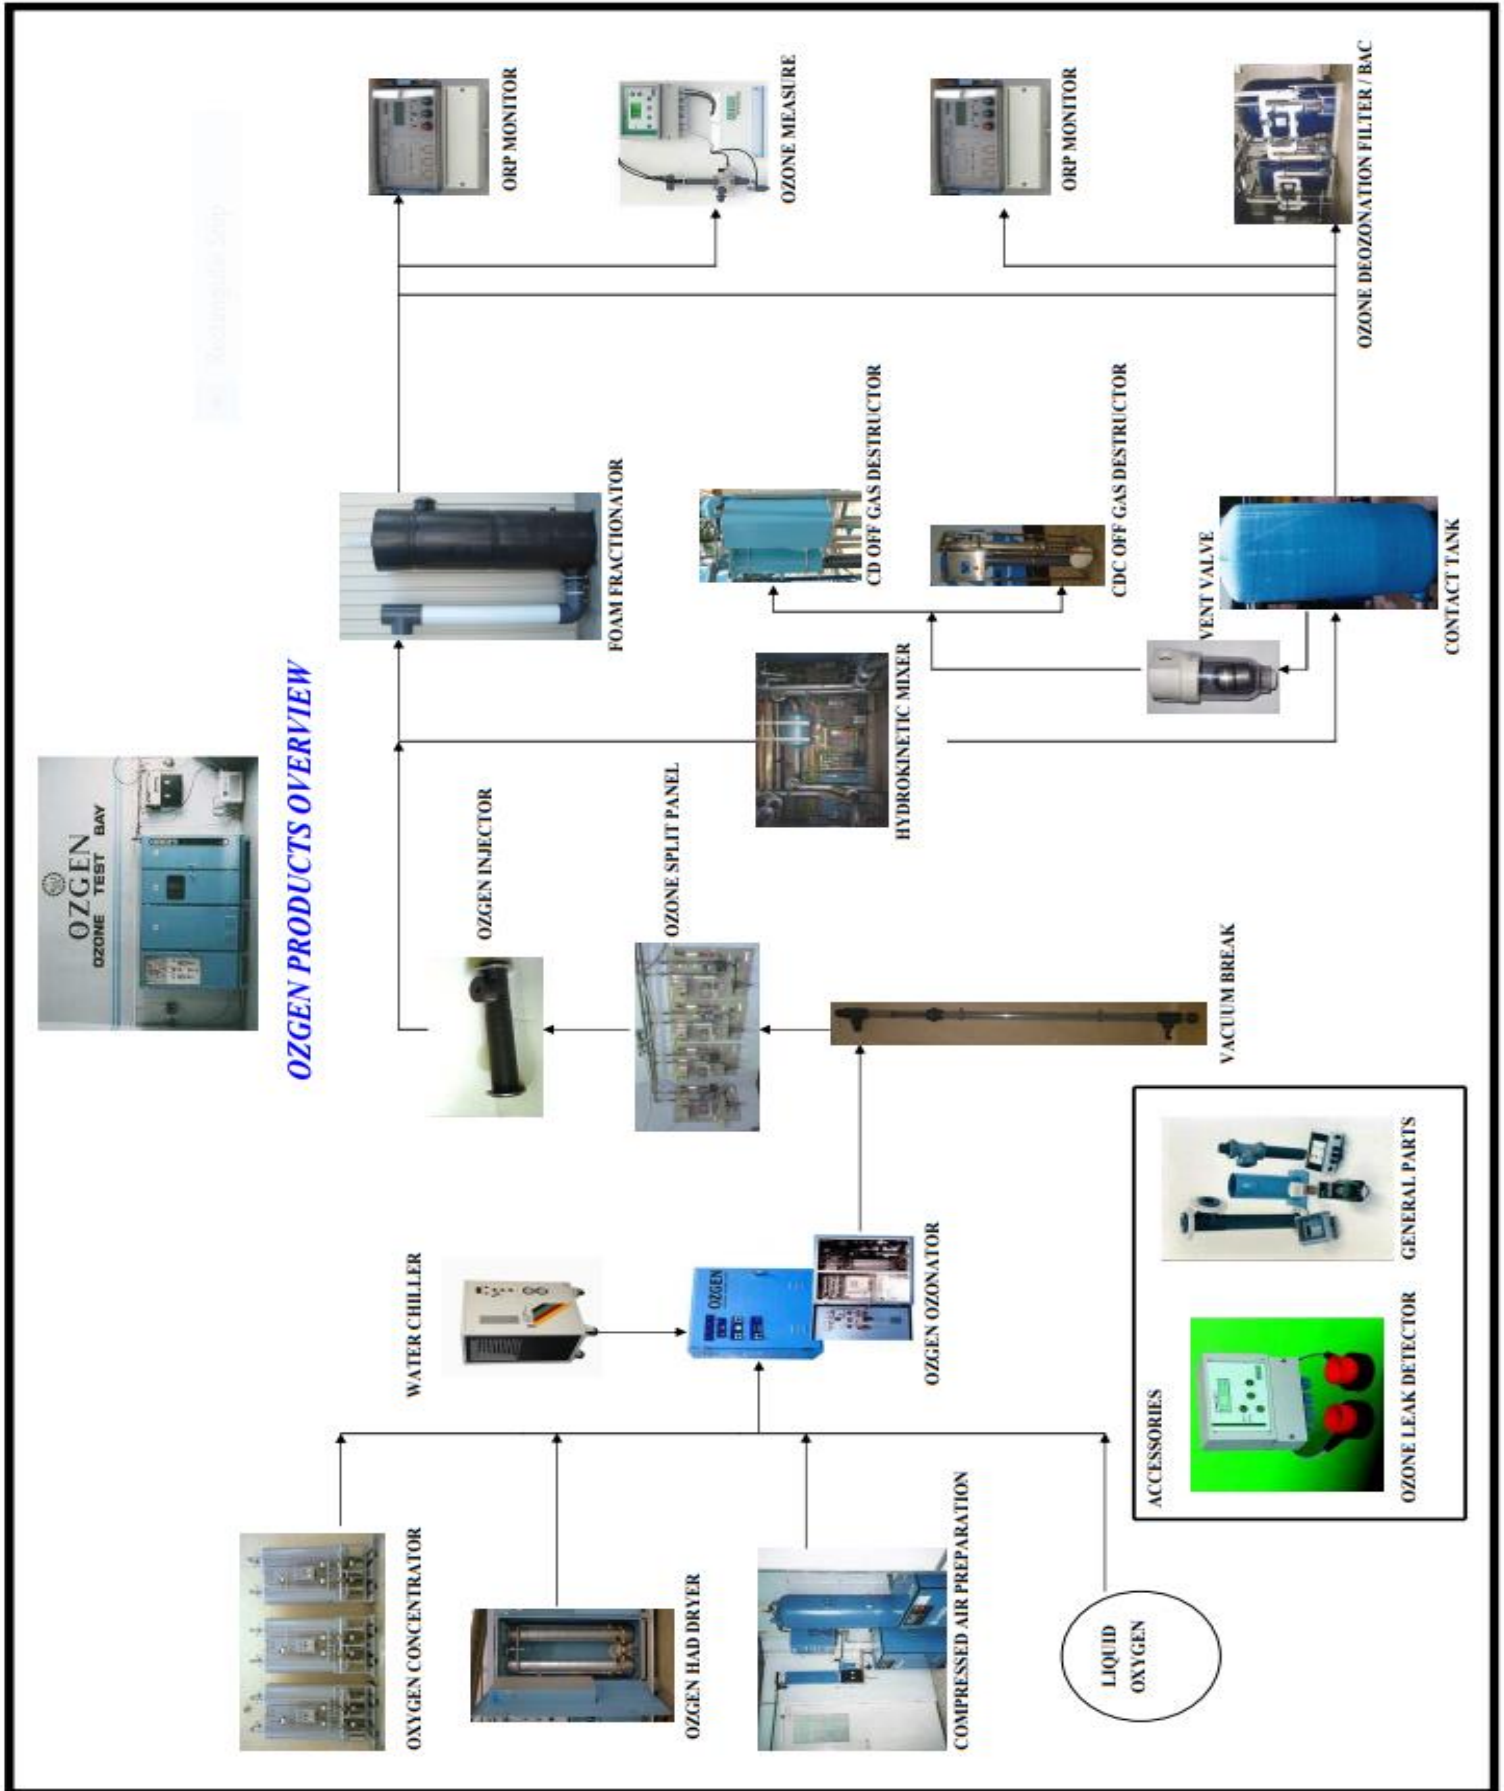 OZGEN
OZONE TEST BAY
OZGEN PRODUCTS OVERVIEW
OXYGEN CONCENTRATOR
OZGEN HAD DRYER
COMPRESSED AIR PREPARATION
LIQUID
OXYGEN
WATER CHILLER
OZGEN
OZGEN OZONATOR
OZGEN INJECTOR
OZONE SPLIT PANEL
VACUUM BREAK
HYDROKINETIC MIXER
FOAM FRACTIONATOR
CD OFF GAS DESTRUCTOR
CDC OFF GAS DESTRUCTOR
VENT VALVE
CONTACT TANK
ORP MONITOR
OZONE MEASURE
ORP MONITOR
OZONE DEOZONATION FILTER / BAC
ACCESSORIES
OZONE LEAK DETECTOR
GENERAL PARTS